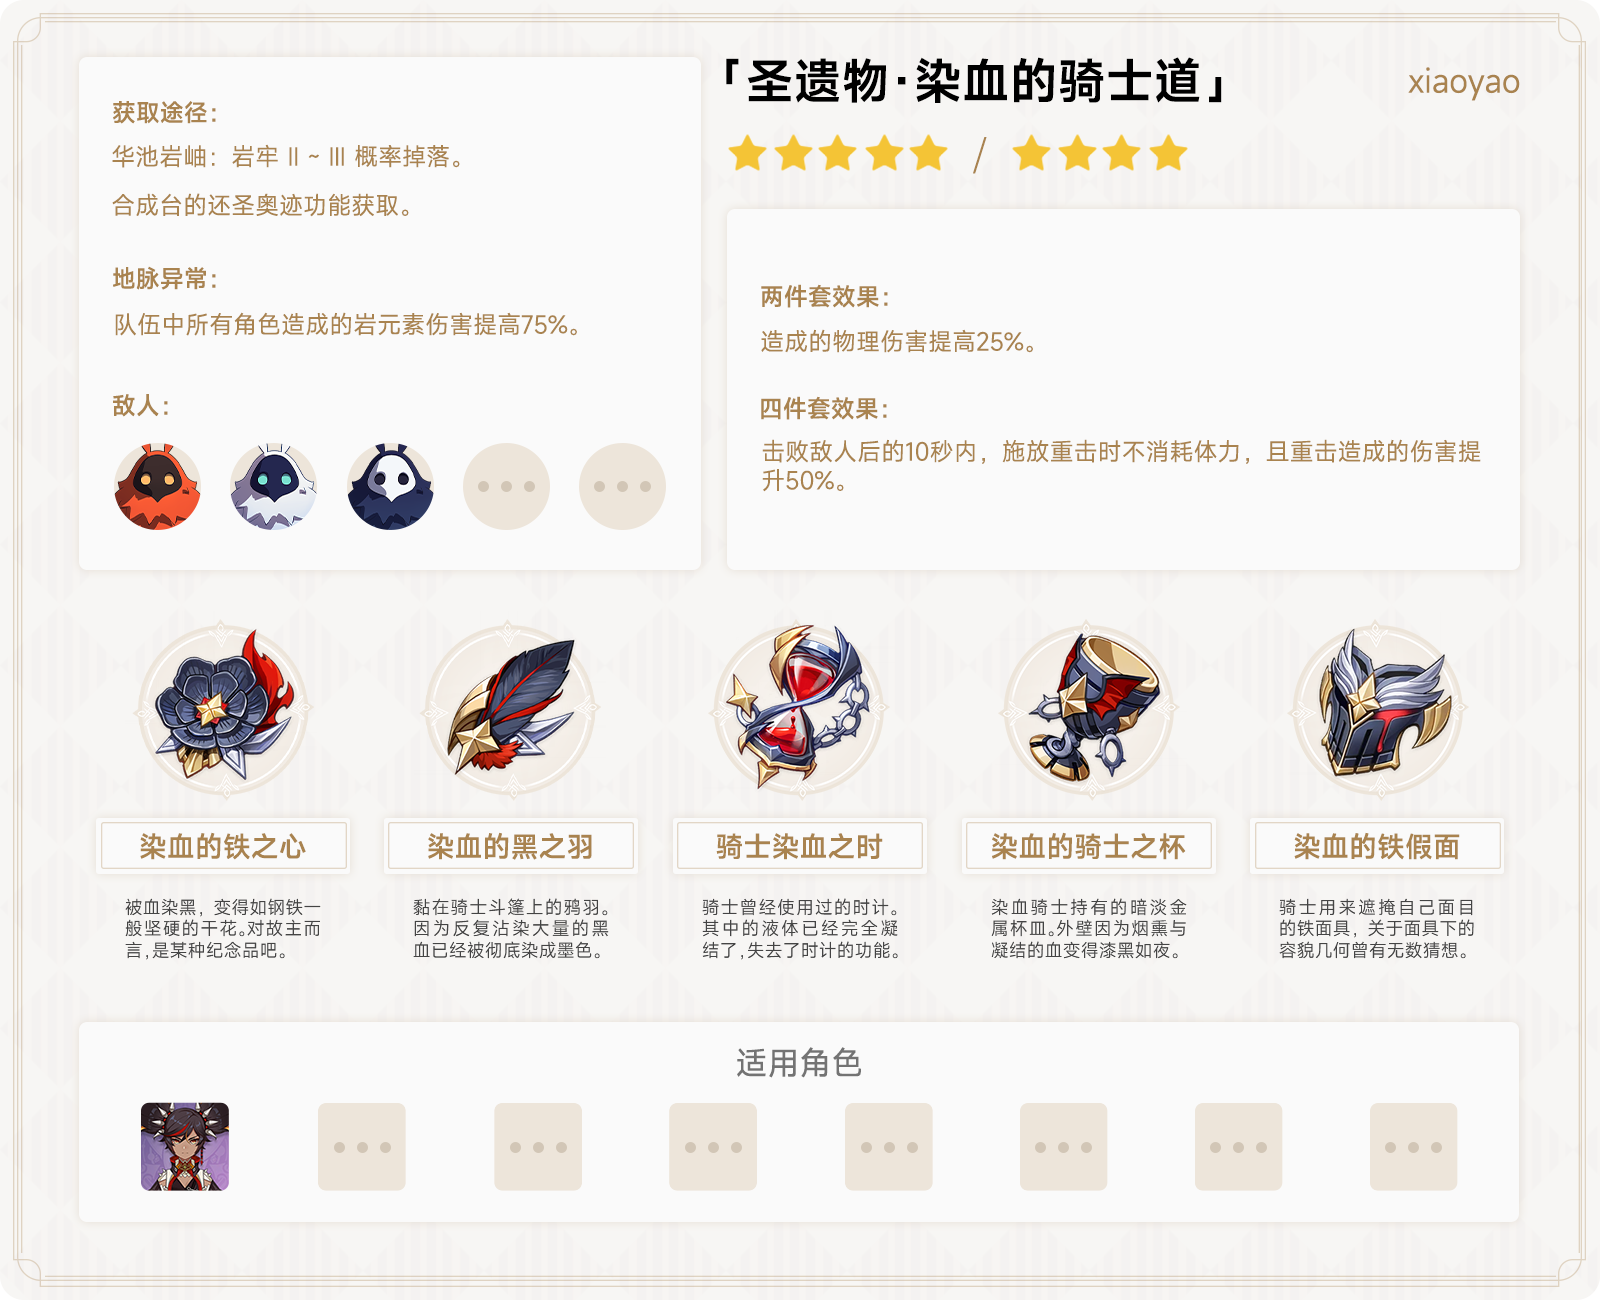 「圣遗物·染血的骑士道」
xiaoyao
获取途径：
华池岩岫：岩牢 II ~ III 概率掉落。
合成台的还圣奥迹功能获取。
地脉异常：
队伍中所有角色造成的岩元素伤害提高75%。
敌人：
两件套效果：
造成的物理伤害提高25%。
四件套效果：
击败敌人后的10秒内，施放重击时不消耗体力，且重击造成的伤害提
升50%。
染血的铁之心
被血染黑，变得如钢铁一
般坚硬的干花。对故主而
言，是某种纪念品吧。
染血的黑之羽
黏在骑士斗篷上的鸦羽。
因为反复沾染大量的黑
血已经被彻底染成墨色。
骑士染血之时
骑士曾经使用过的时计。
其中的液体已经完全凝
结了，失去了时计的功能。
染血的骑士之杯
染血骑士持有的暗淡金
属杯皿。外壁因为烟熏与
凝结的血变得漆黑如夜。
染血的铁假面
骑士用来遮掩自己面目
的铁面具，关于面具下的
容貌几何曾有无数猜想。
适用角色